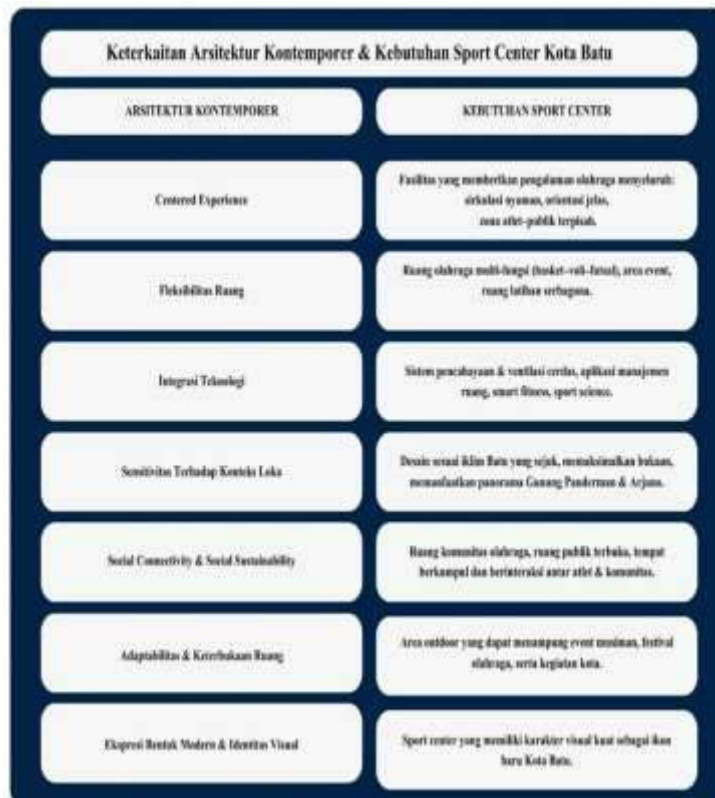 Keterkaitan Arsitektur Kontemporer & Kebutuhan Sport Center Kota Batu
ARSITEKTUR KONTEMPORER
KEBUTUHAN SPORT CENTER
Centered Experience
Fasilitas yang memberikan pengalaman olahraga menyeluruh:
sirkulasi nyaman, orientasi jelas,
zona atlet-publik terpisah.
Fleksibilitas Ruang
Ruang olahraga multi-fungsi (basket-voli-futsal), area event,
ruang latihan serbaguna.
Integrasi Teknologi
Sistem pencahayaan & ventilasi cerdas, aplikasi manajemen
ruang, smart fitness, sport science.
Sensitivitas Terhadap Konteks Loka
Desain sesuai iklim Batu yang sejuk, memaksimalkan bukaan,
memanfaatkan panorama Gunung Panderman & Arjuno.
Social Connectivity & Social Sustainability
Ruang komunitas olahraga, ruang publik terbuka, tempat
berkumpul dan berinteraksi antar atlet & komunitas.
Adaptabilitas & Keterbukaan Ruang
Area outdoor yang dapat menampung event musiman, festival
olahraga, serta kegiatan kota.
Ekspresi Bentuk Modern & Identitas Visual
Sport center yang memiliki karakter visual kuat sebagai ikon
baru Kota Batu.